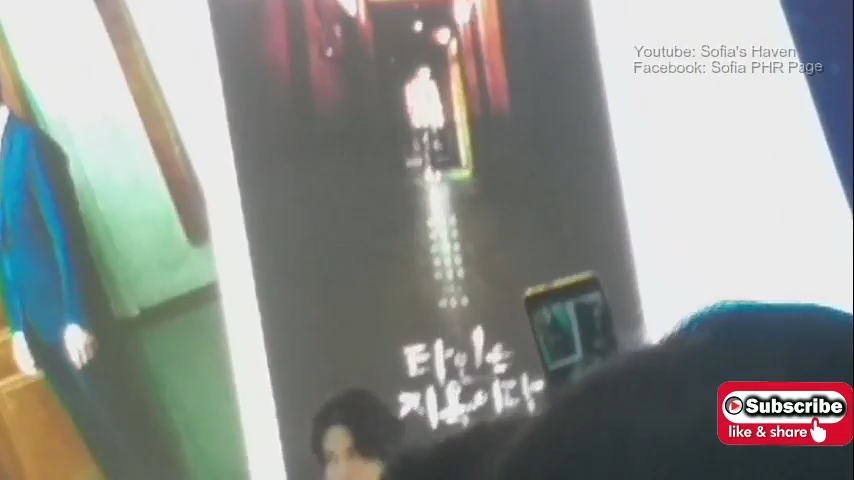 Youtube: Sofia's Haven
Facebook: Sofia PHR Page
타인은
지옥이다
Subscribe
like & share